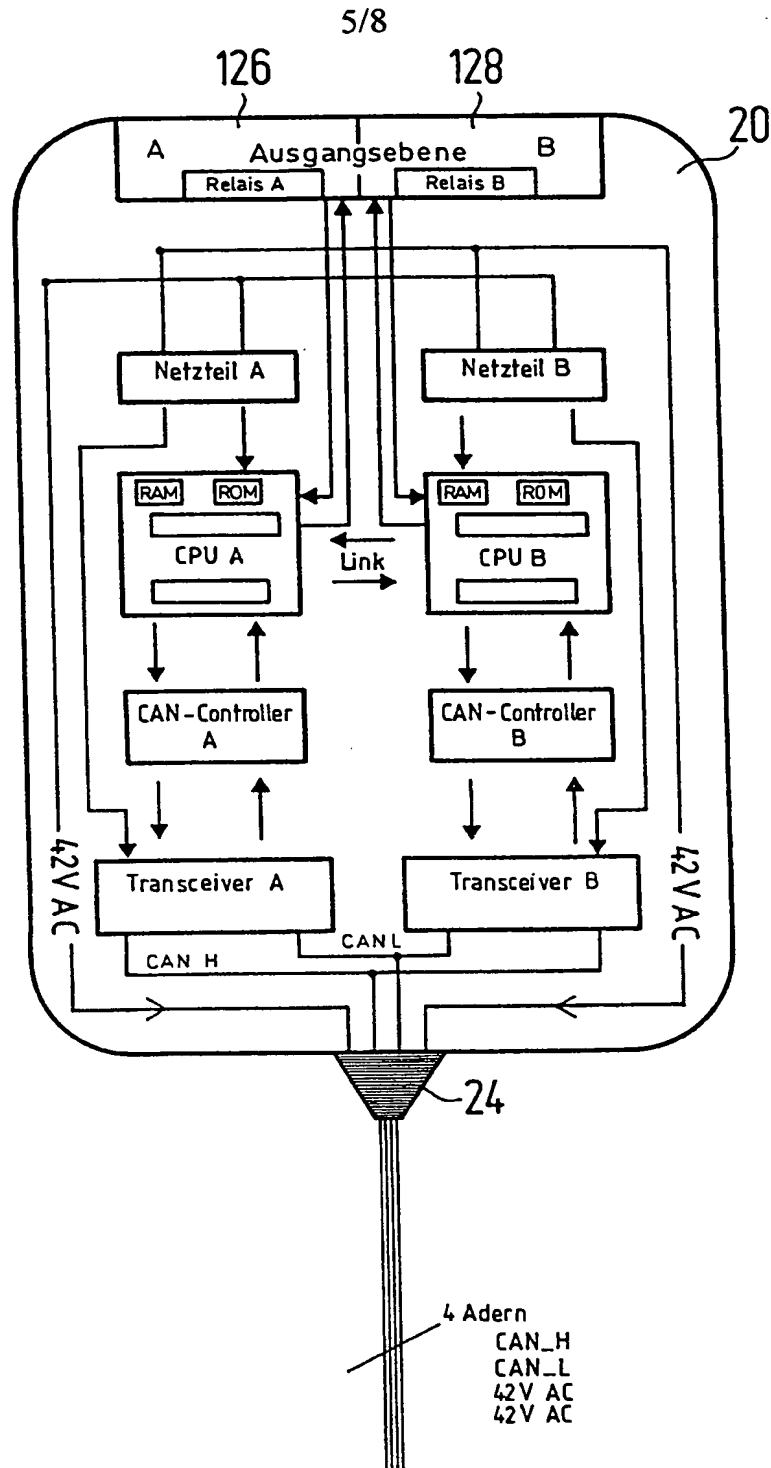 5/8
126
128
20
A
Ausgangsebene
B
Relais A
Relais B
Netzteil A
Netzteil B
RAM
ROM
CPU A
RAM
ROM
CPU B
Link
CAN-Controller
A
CAN-Controller
B
42V AC
42V AC
Transceiver A
Transceiver B
CAN L
CAN H
24
4 Adern
CAN_H
CAN_L
42V AC
42V AC